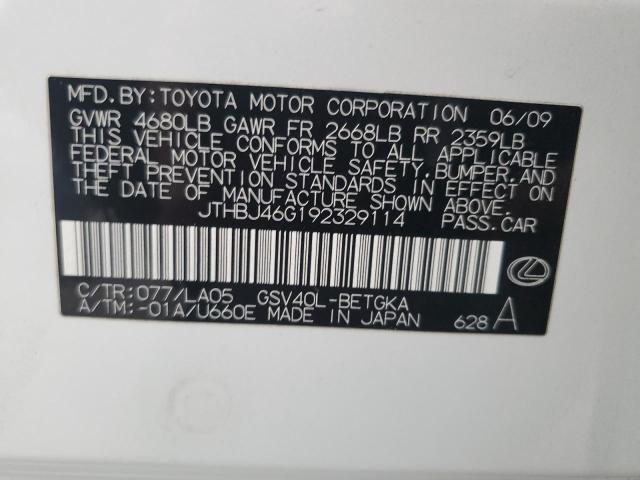 MFD.BY:TOYOTA MOTOR CORPORATION 06/09
GVWR 4680LB GAWR FR 2668LB RR 2359LB
THIS VEHICLE CONFORMS TO ALL APPLICABLE
FEDERAL MOTOR VEHICLE SAFETY,BUMPER,AND
THEFT PREVENTION STANDARDS IN EFFECT ON
THE DATE OF MANUFACTURE SHOWN ABOVE.
JTHBJ46G192329114 PASS.CAR
C/TR:077/LA05 GSV40L-BETGKA
A/TM:-01A/U660E MADE IN JAPAN 628 A